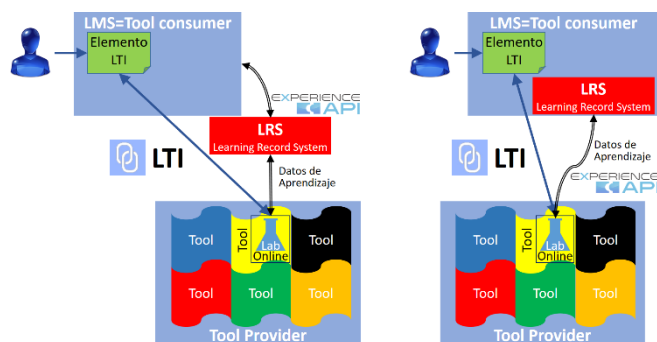 LMS=Tool consumer
Elemento
LTI
EXPERIENCE
API
LRS
Learning Record System
LTI
Datos de
Aprendizaje
Tool
Tool
Lab
Online
Tool
Tool
Tool
Tool
Tool Provider
LMS=Tool consumer
Elemento
LTI
LRS
Learning Record System
LTI
Datos de
Aprendizaje
EXPERIENCE
API
Tool
Tool
Lab
Online
Tool
Tool
Tool
Tool
Tool Provider